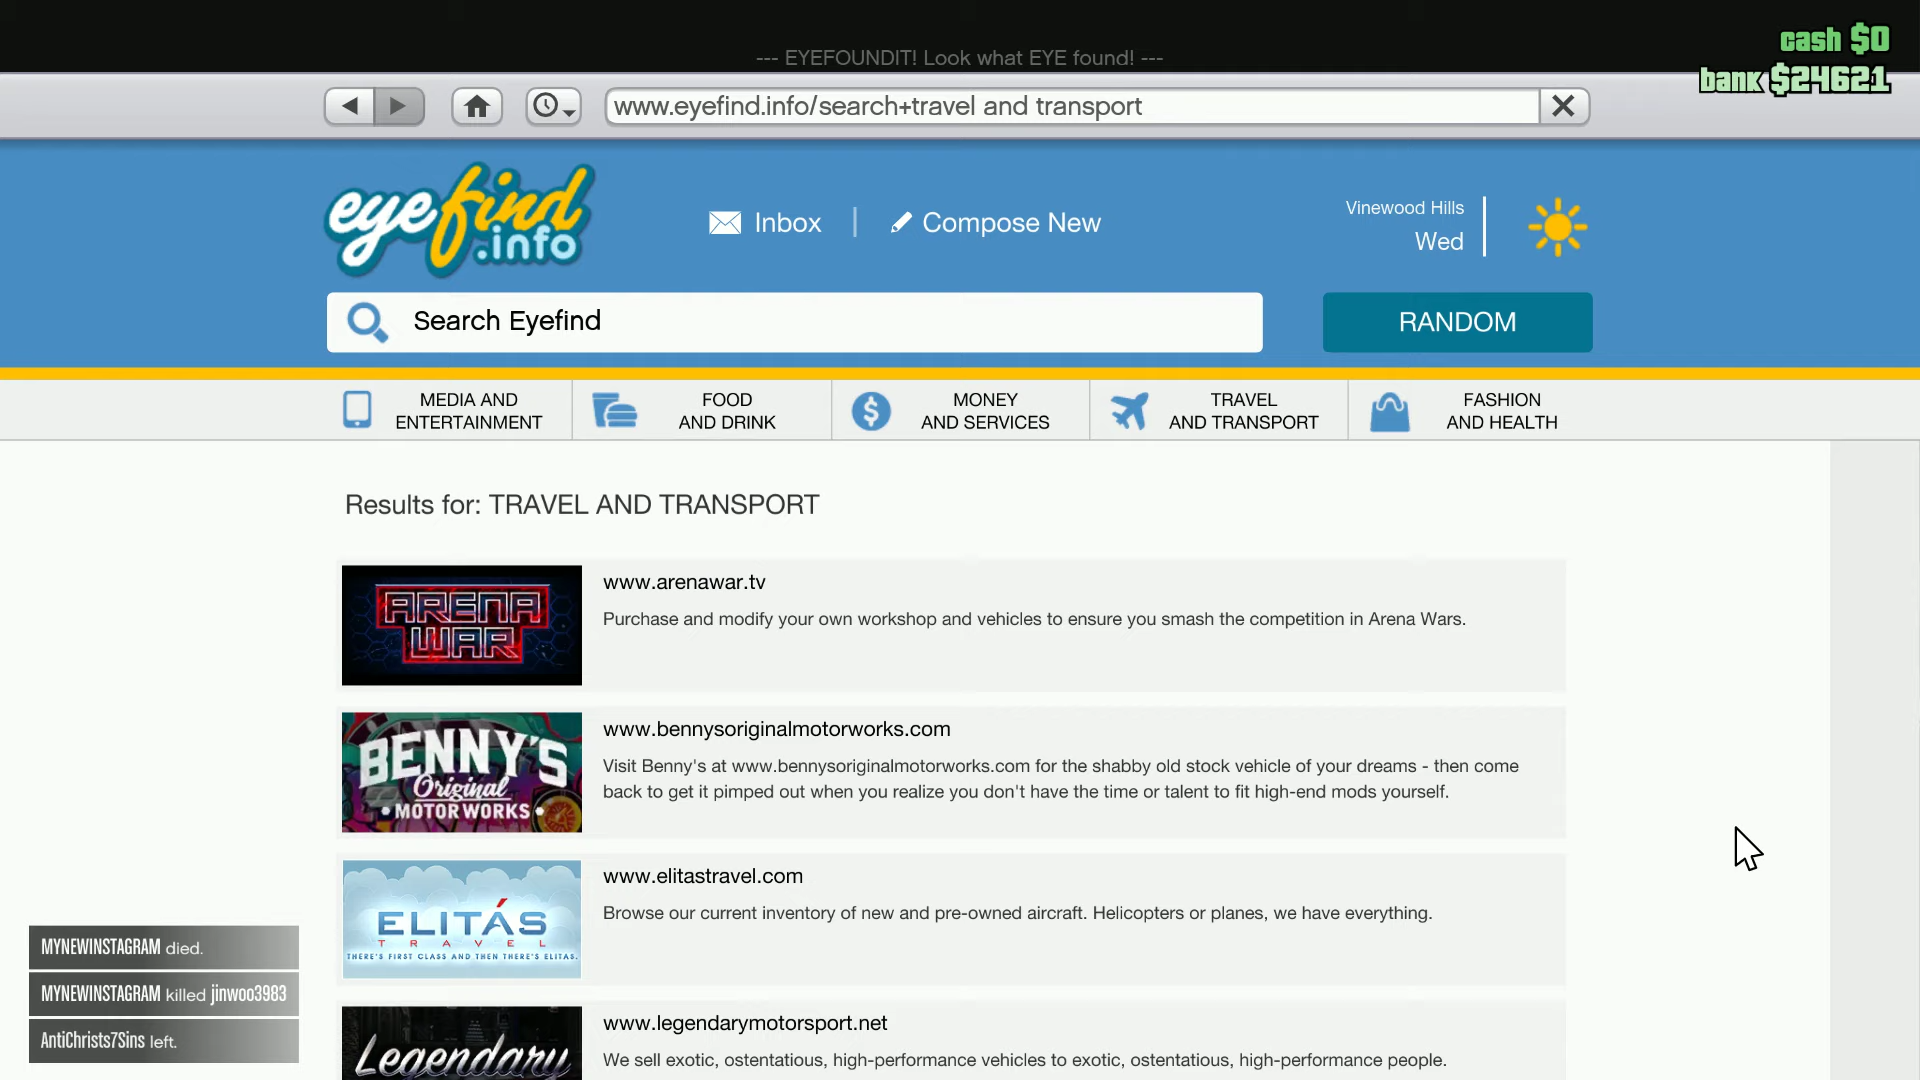 cash $0
--- EYEFOUNDIT! Look what EYE found! ---
bank $24621
www.eyefind.info/search+travel and transport
eyefind
.info
Inbox
Compose New
Vinewood Hills
Wed
Search Eyefind
RANDOM
MEDIA AND
ENTERTAINMENT
FOOD
AND DRINK
MONEY
AND SERVICES
TRAVEL
AND TRANSPORT
FASHION
AND HEALTH
Results for: TRAVEL AND TRANSPORT
ARENA
WAR
www.arenawar.tv
Purchase and modify your own workshop and vehicles to ensure you smash the competition in Arena Wars.
BENNY'S
Original
MOTOR WORKS
www.bennysoriginalmotorworks.com
Visit Benny's at www.bennysoriginalmotorworks.com for the shabby old stock vehicle of your dreams - then come
back to get it pimped out when you realize you don't have the time or talent to fit high-end mods yourself.
ELITÁS
TRAVEL
THERE'S FIRST CLASS AND THEN THERE'S ELITAS.
www.elitastravel.com
Browse our current inventory of new and pre-owned aircraft. Helicopters or planes, we have everything.
Legendary
www.legendarymotorsport.net
We sell exotic, ostentatious, high-performance vehicles to exotic, ostentatious, high-performance people.
MYNEWINSTAGRAM died.
MYNEWINSTAGRAM killed jinwoo3983
AntiChrists7Sins left.